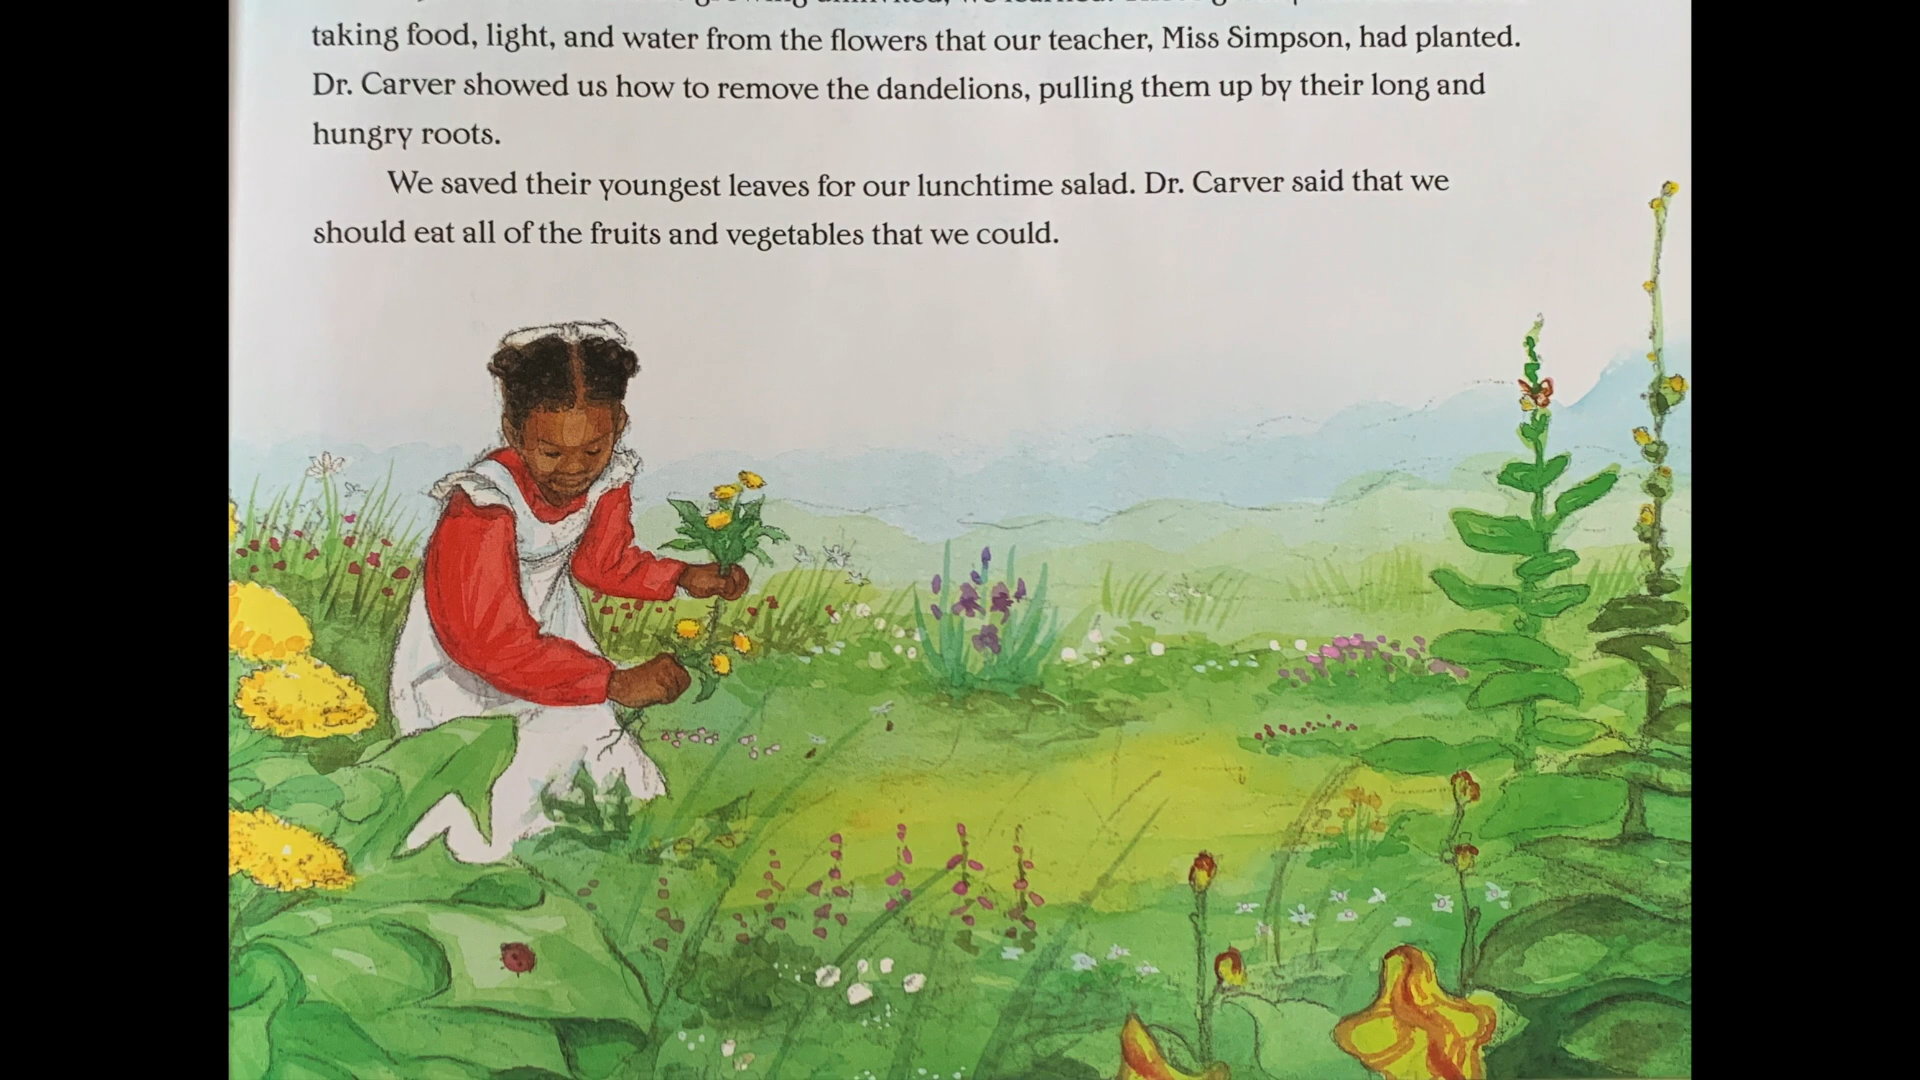 taking food, light, and water from the flowers that our teacher, Miss Simpson, had planted.
Dr. Carver showed us how to remove the dandelions, pulling them up by their long and
hungry roots.
We saved their youngest leaves for our lunchtime salad. Dr. Carver said that we
should eat all of the fruits and vegetables that we could.